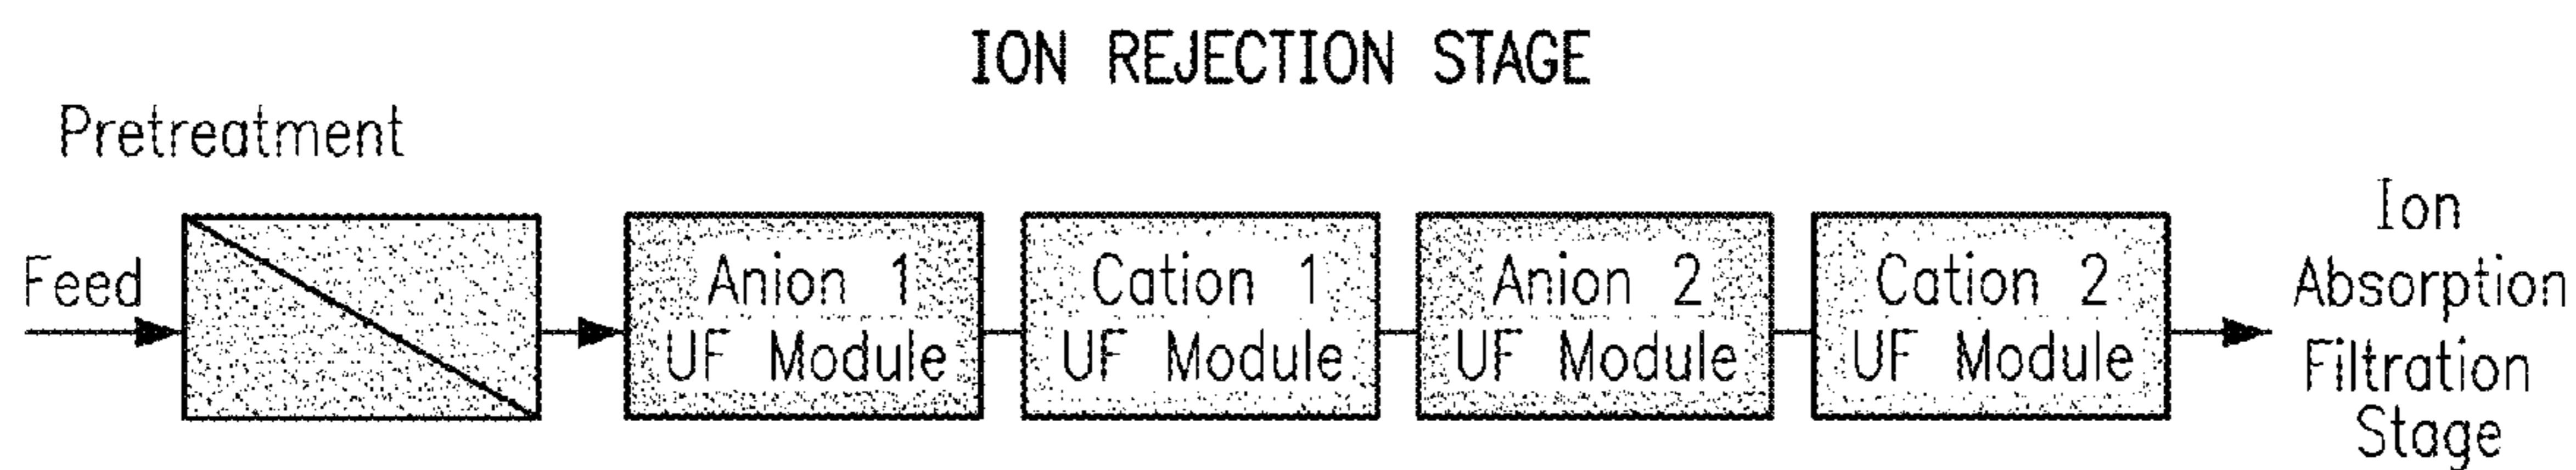 ION REJECTION STAGE
Pretreatment
Feed
Anion 1
UF Module
Cation 1
UF Module
Anion 2
UF Module
Cation 2
UF Module
Ion
Absorption
Filtration
Stage